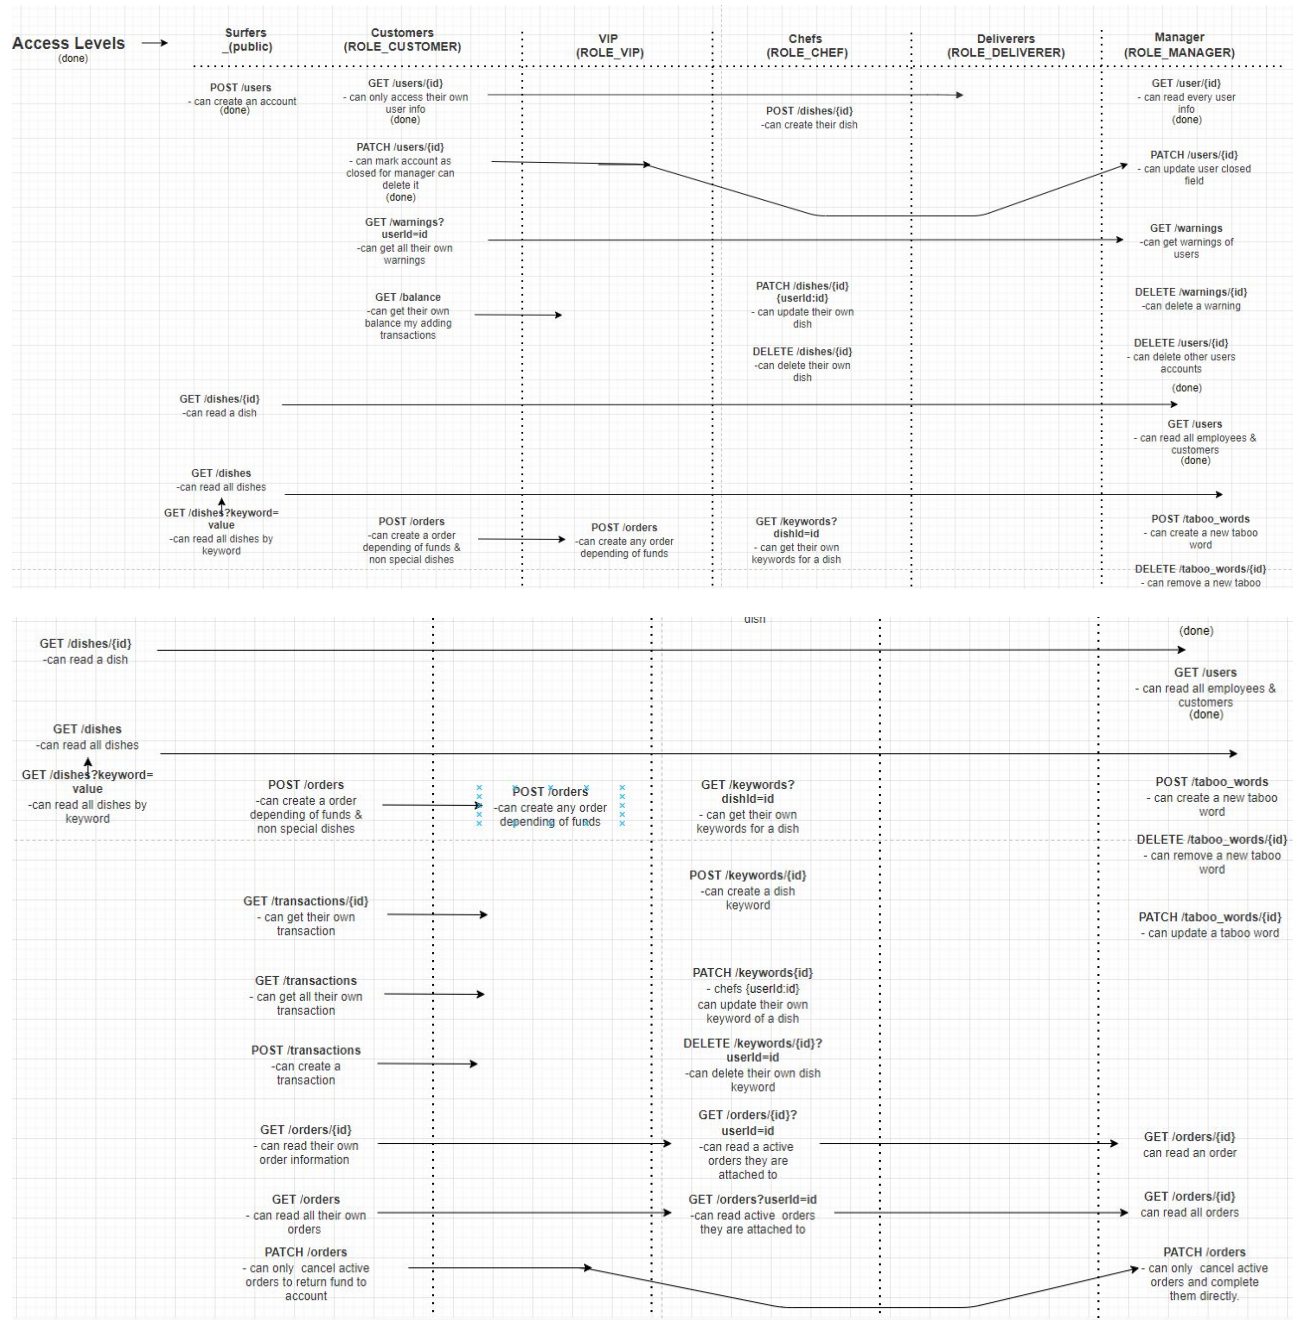 Access Levels
(done)
Surfers
_(public)
Customers
(ROLE_CUSTOMER)
VIP
(ROLE_VIP)
Chefs
(ROLE_CHEF)
Deliverers
(ROLE_DELIVERER)
Manager
(ROLE_MANAGER)
POST /users
- can create an account
(done)
GET /users/{id}
- can only access their own
user info
(done)
POST /dishes/{id}
-can create their dish
GET /user/{id}
- can read every user
info
(done)
PATCH /users/{id}
- can mark account as
closed for manager can
delete it
(done)
PATCH /users/{id}
- can update user closed
field
GET /warnings?
userId=id
-can get all their own
warnings
GET /warnings
-can get warnings of
users
GET /balance
-can get their own
balance my adding
transactions
PATCH /dishes/{id}
{userId:id}
- can update their own
dish
DELETE /warnings/{id}
-can delete a warning
DELETE /dishes/{id}
-can delete their own
dish
DELETE /users/{id}
- can delete other users
accounts
(done)
GET /dishes/{id}
-can read a dish
GET /users
- can read all employees &
customers
(done)
GET /dishes
-can read all dishes
GET /dishes?keyword=
value
-can read all dishes by
keyword
POST /orders
-can create a order
depending of funds &
non special dishes
POST /orders
-can create any order
depending of funds
GET /keywords?
dishId=id
- can get their own
keywords for a dish
POST /taboo_words
- can create a new taboo
word
DELETE /taboo_words/{id}
- can remove a new taboo
dish
(done)
GET /dishes/{id}
-can read a dish
GET /users
- can read all employees &
customers
(done)
GET /dishes
-can read all dishes
GET /dishes?keyword=
value
-can read all dishes by
keyword
POST /orders
-can create a order
depending of funds &
non special dishes
POST /orders
-can create any order
depending of funds
GET /keywords?
dishId=id
- can get their own
keywords for a dish
POST /taboo_words
- can create a new taboo
word
DELETE /taboo_words/{id}
- can remove a new taboo
word
POST /keywords/{id}
-can create a dish
keyword
GET /transactions/{id}
- can get their own
transaction
PATCH /taboo_words/{id}
- can update a taboo word
GET /transactions
- can get all their own
transaction
PATCH /keywords{id}
- chefs {userId:id}
can update their own
keyword of a dish
POST /transactions
-can create a
transaction
DELETE /keywords/{id}?
userId=id
-can delete their own dish
keyword
GET /orders/{id}
- can read their own
order information
GET /orders/{id}?
userId=id
-can read a active
orders they are
attached to
GET /orders/{id}
can read an order
GET /orders
- can read all their own
orders
GET /orders?userId=id
-can read active orders
they are attached to
GET /orders/{id}
can read all orders
PATCH /orders
- can only cancel active
orders to return fund to
account
PATCH /orders
- can only cancel active
orders and complete
them directly.